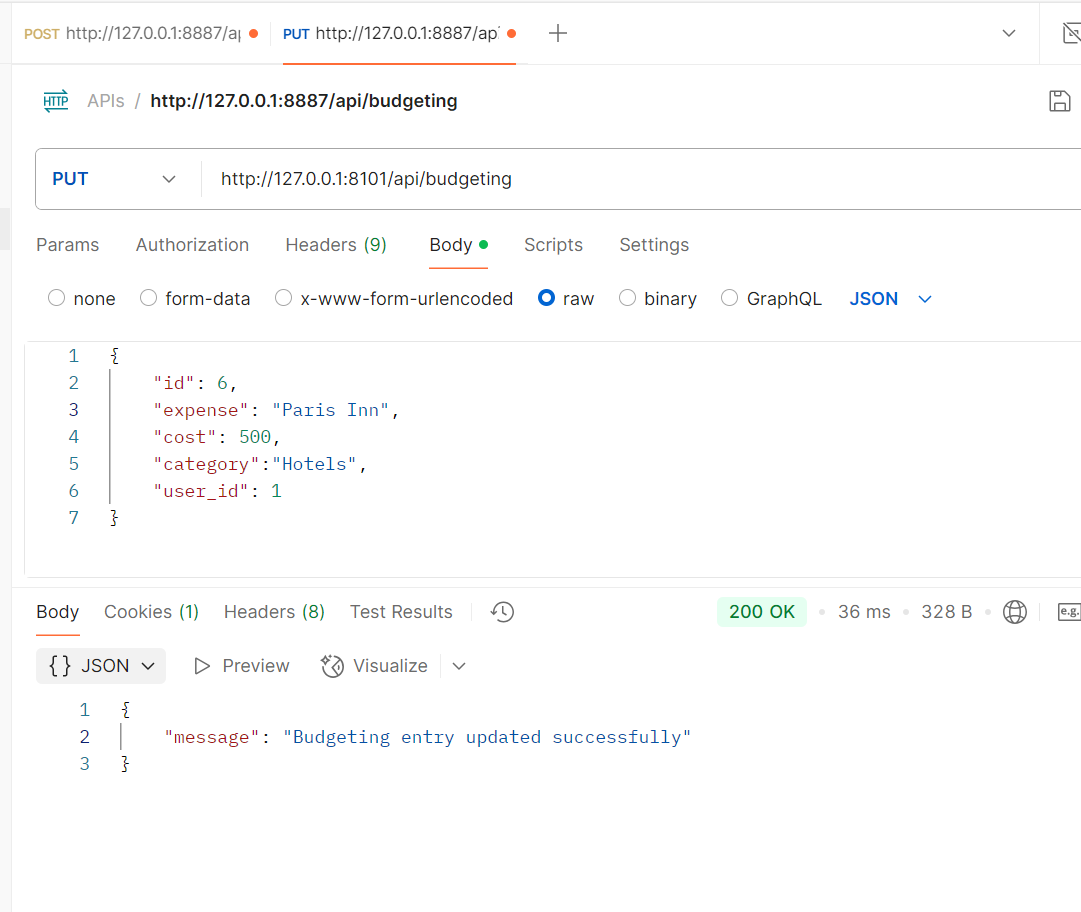 POST http://127.0.0.1:8887/ap PUT http://127.0.0.1:8887/ap
HTTP APIs / http://127.0.0.1:8887/api/budgeting
PUT http://127.0.0.1:8101/api/budgeting
Params Authorization Headers (9) Body Scripts Settings
none form-data x-www-form-urlencoded raw binary GraphQL JSON
1 {
2 "id": 6,
3 "expense": "Paris Inn",
4 "cost": 500,
5 "category":"Hotels",
6 "user_id": 1
7 }
Body Cookies (1) Headers (8) Test Results 200 OK 36 ms 328 B e.g.
{} JSON Preview Visualize
1 {
2 "message": "Budgeting entry updated successfully"
3 }